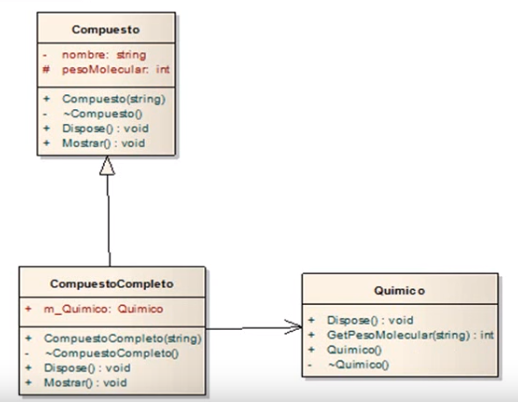 Compuesto
- nombre: string
# pesoMolecular: int
+ Compuesto(string)
- ~Compuesto()
+ Dispose() : void
+ Mostrar() : void
CompuestoCompleto
+ m_Quimico: Quimico
+ CompuestoCompleto(string)
- ~CompuestoCompleto()
+ Dispose() : void
+ Mostrar() : void
Quimico
+ Dispose() : void
+ GetPesoMolecular(string) : int
+ Quimico()
- ~Quimico()